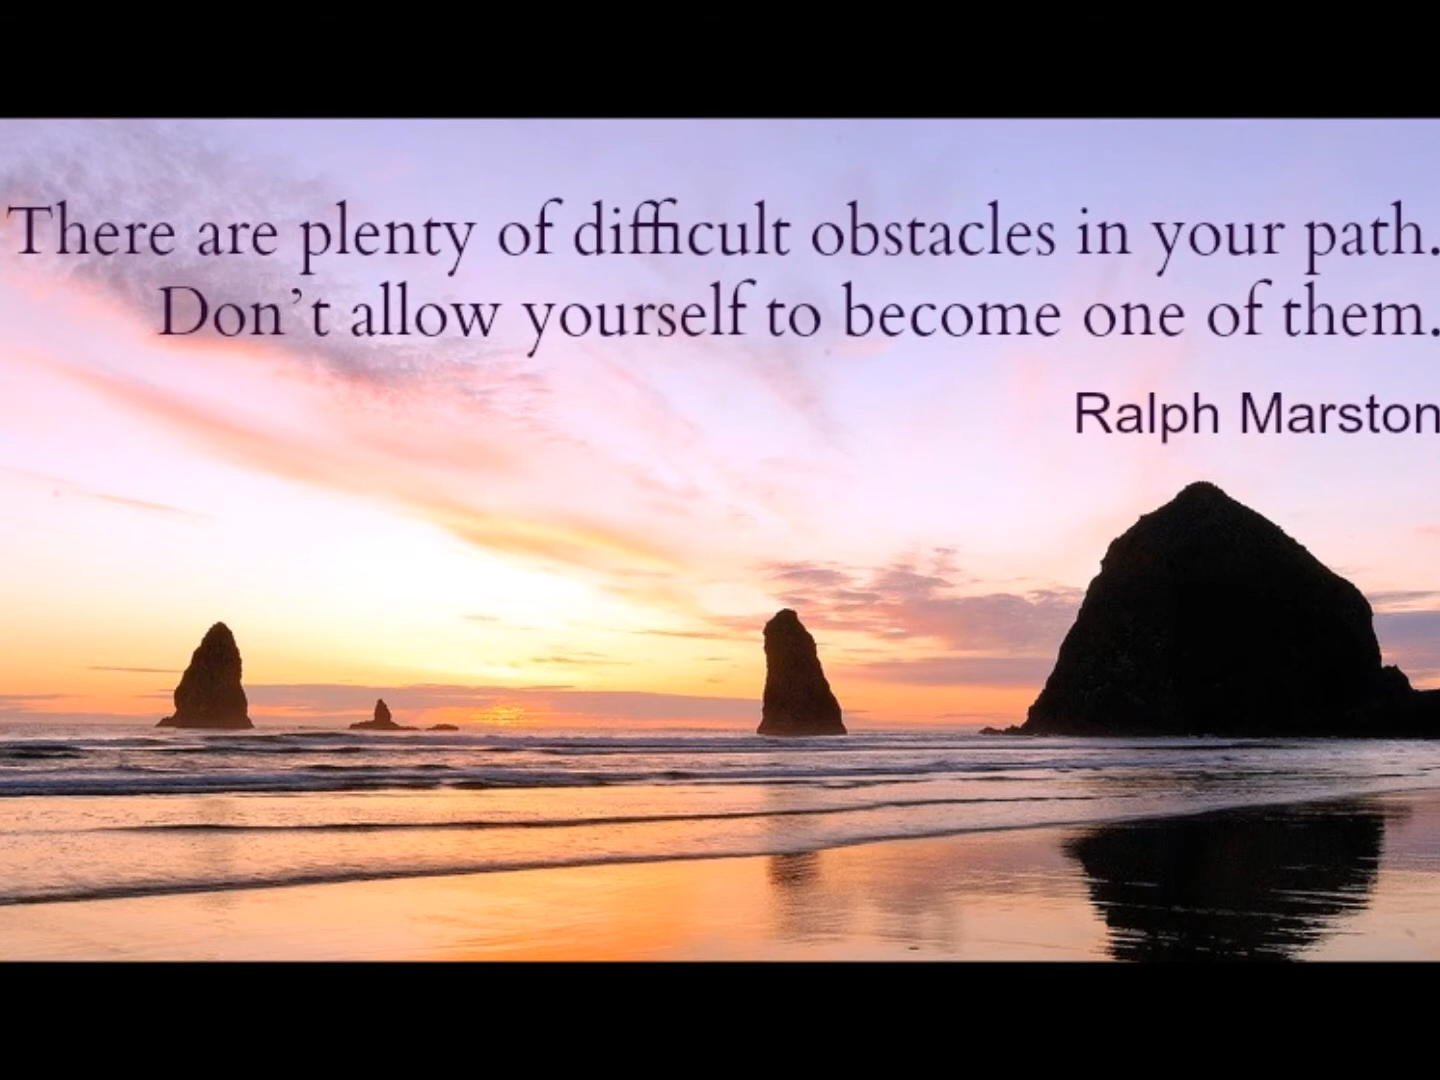 There are plenty of difficult obstacles in your path.
Don't allow yourself to become one of them.
Ralph Marston